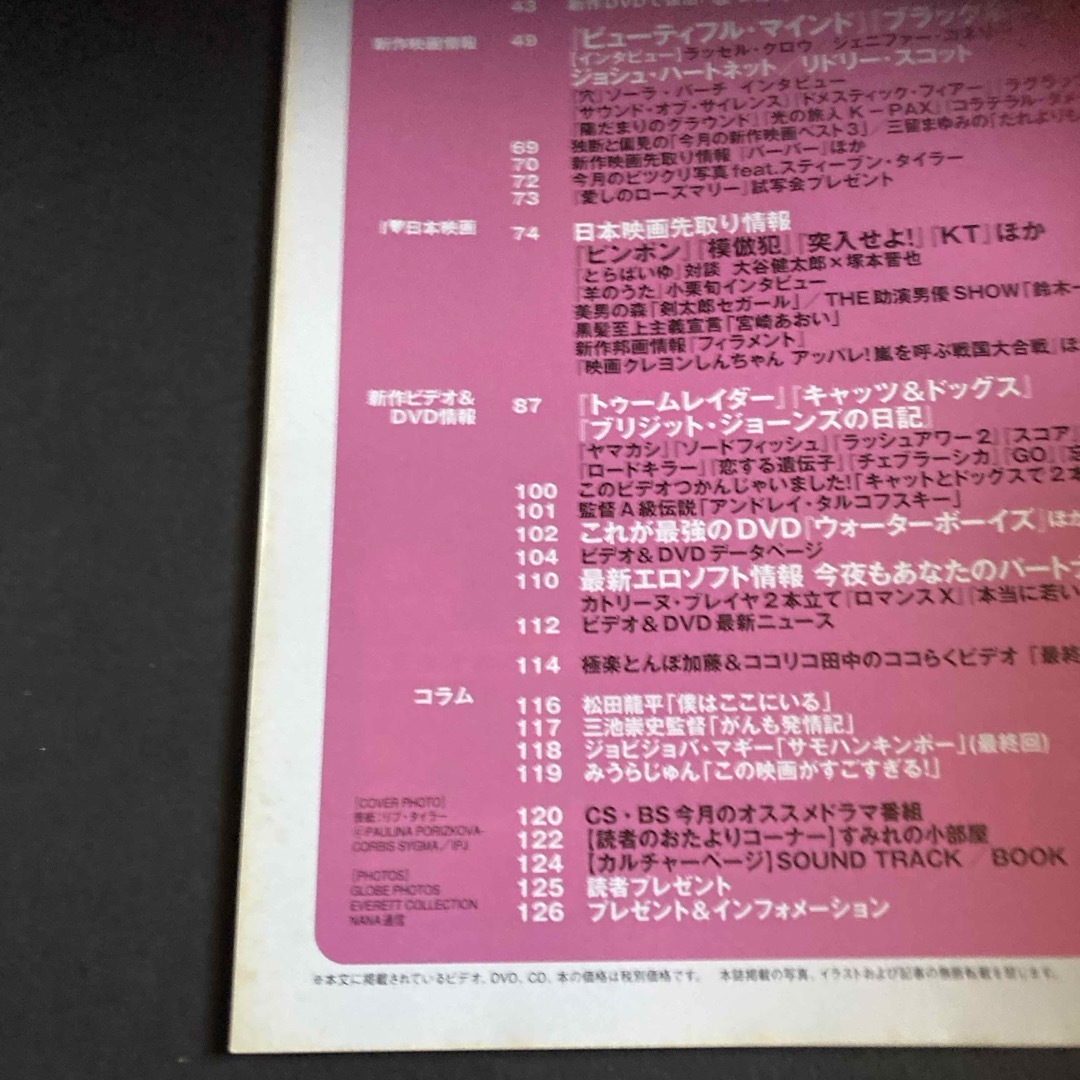 43
新作映画情報 49 『ビューティフル・マインド』『ブラック
[インタビュー]ラッセル・クロウ ジェニファー・コネ
ジョシュ・ハートネット/リドリー・スコット
『穴』ソーラ・バーチ インタビュー
『サウンド・オブ・サイレンス』『ドメスティック・フィアー』『ラグラッ
『陽だまりのグラウンド』『光の旅人 K-PAX』『コラテラル・ダメ
69 独断と偏見の「今月の新作映画ベスト3」/三留まゆみの「だれよりも
70 新作映画先取り情報『バーバー』ほか
72 今月のビックリ写真feat.スティーブン・タイラー
73 『愛しのローズマリー』試写会プレゼント
I♥日本映画 74 日本映画先取り情報
『ピンポン』『模倣犯』『突入せよ!』『KT』ほか
『とらばいゆ』対談 大谷健太郎×塚本晋也
『羊のうた』小栗旬インタビュー
美男の森「剣太郎セガール」/THE助演男優SHOW「鈴木一
黒髪至上主義宣言「宮崎あおい」
新作邦画情報『フィラメント』
『映画クレヨンしんちゃん アッパレ!嵐を呼ぶ戦国大合戦』ほ
新作ビデオ&
DVD情報 87 『トゥームレイダー』『キャッツ&ドッグス』
『ブリジット・ジョーンズの日記』
『ヤマカシ』『ソードフィッシュ』『ラッシュアワー2』『スコア』
『ロードキラー』『恋する遺伝子』『チェブラーシカ』『GO』『
100 このビデオつかんじゃいました!「キャットとドッグスで2本
101 監督A級伝説「アンドレイ・タルコフスキー」
102 これが最強のDVD『ウォーターボーイズ』ほか
104 ビデオ&DVDデータページ
110 最新エロソフト情報 今夜もあなたのパートナ
カトリーヌ・ブレイヤ2本立て『ロマンスX』『本当に若い
112 ビデオ&DVD最新ニュース
114 極楽とんぼ加藤&ココリコ田中のココらくビデオ「最終
コラム 116 松田龍平「僕はここにいる」
117 三池崇史監督「がんも発情記」
118 ジョビジョバ・マギー「サモハンキンポー」(最終回)
119 みうらじゅん「この映画がすごすぎる!」
120 CS・BS今月のオススメドラマ番組
122 【読者のおたよりコーナー】すみれの小部屋
124 【カルチャーページ】SOUND TRACK/BOOK
125 読者プレゼント
126 プレゼント&インフォメーション
[COVER PHOTO]
表紙:リブ・タイラー
©PAULINA PORIZKOVA-
CORBIS SYGMA/IPJ
[PHOTOS]
GLOBE PHOTOS
EVERETT COLLECTION
NANA通信
※本文に掲載されているビデオ、DVD、CD、本の価格は税別価格です。 本誌掲載の写真、イラストおよび記事の無断転載を禁じます。